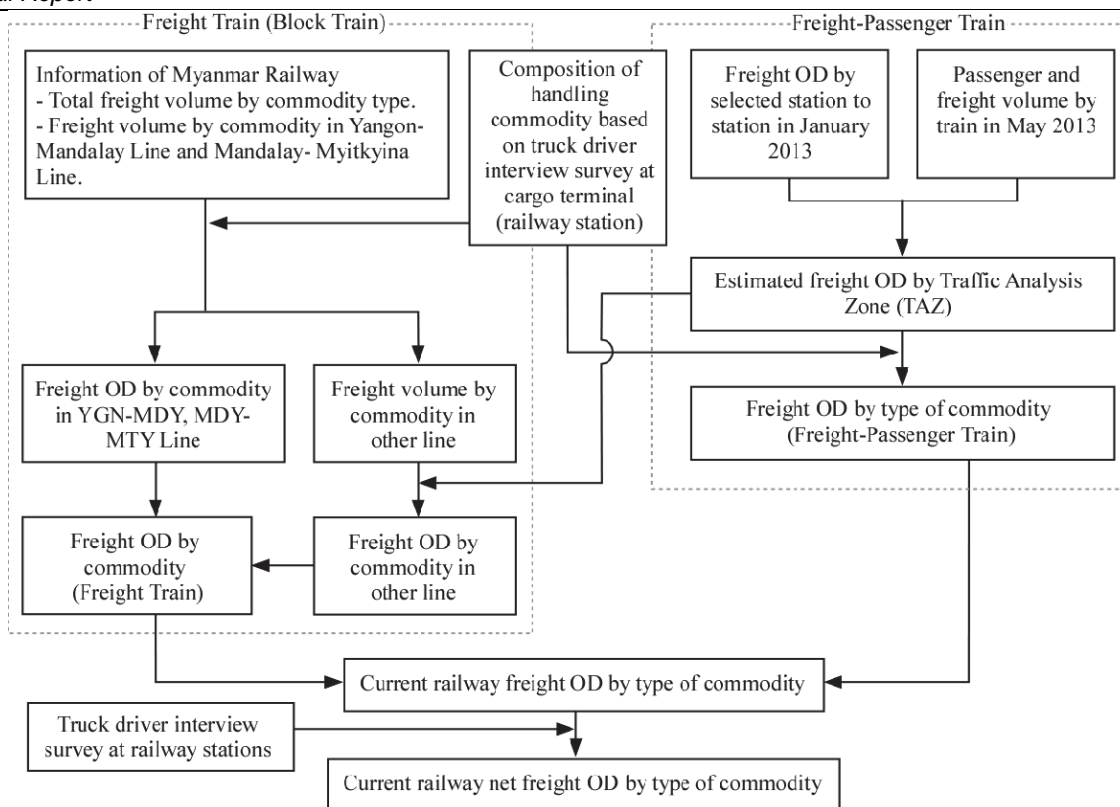 Freight Train (Block Train)
Freight-Passenger Train
Information of Myanmar Railway
- Total freight volume by commodity type.
- Freight volume by commodity in Yangon-
Mandalay Line and Mandalay- Myitkyina
Line.
Composition of
handling
commodity based
on truck driver
interview survey at
cargo terminal
(railway station)
Freight OD by
selected station to
station in January
2013
Passenger and
freight volume by
train in May 2013
Estimated freight OD by Traffic Analysis
Zone (TAZ)
Freight OD by commodity
in YGN-MDY, MDY-
MTY Line
Freight volume by
commodity in
other line
Freight OD by type of commodity
(Freight-Passenger Train)
Freight OD by
commodity
(Freight Train)
Freight OD by
commodity in
other line
Current railway freight OD by type of commodity
Truck driver interview
survey at railway stations
Current railway net freight OD by type of commodity